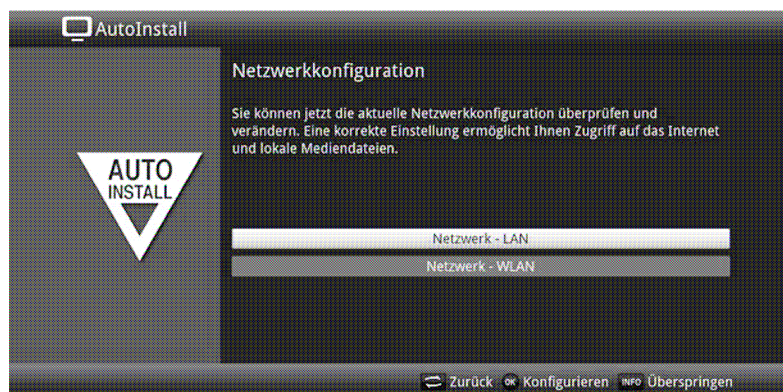 AutoInstall
Netzwerkkonfiguration
Sie können jetzt die aktuelle Netzwerkkonfiguration überprüfen und
verändern. Eine korrekte Einstellung ermöglicht Ihnen Zugriff auf das Internet
und lokale Mediendateien.
AUTO
INSTALL
Netzwerk - LAN
Netzwerk - WLAN
Zurück OK Konfigurieren INFO Überspringen